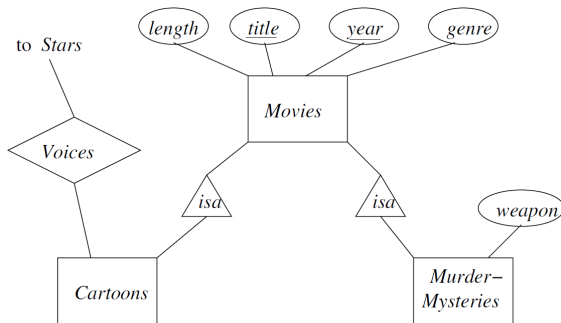 length
title
year
genre
to Stars
Movies
Voices
isa
isa
weapon
Cartoons
Murder−
Mysteries